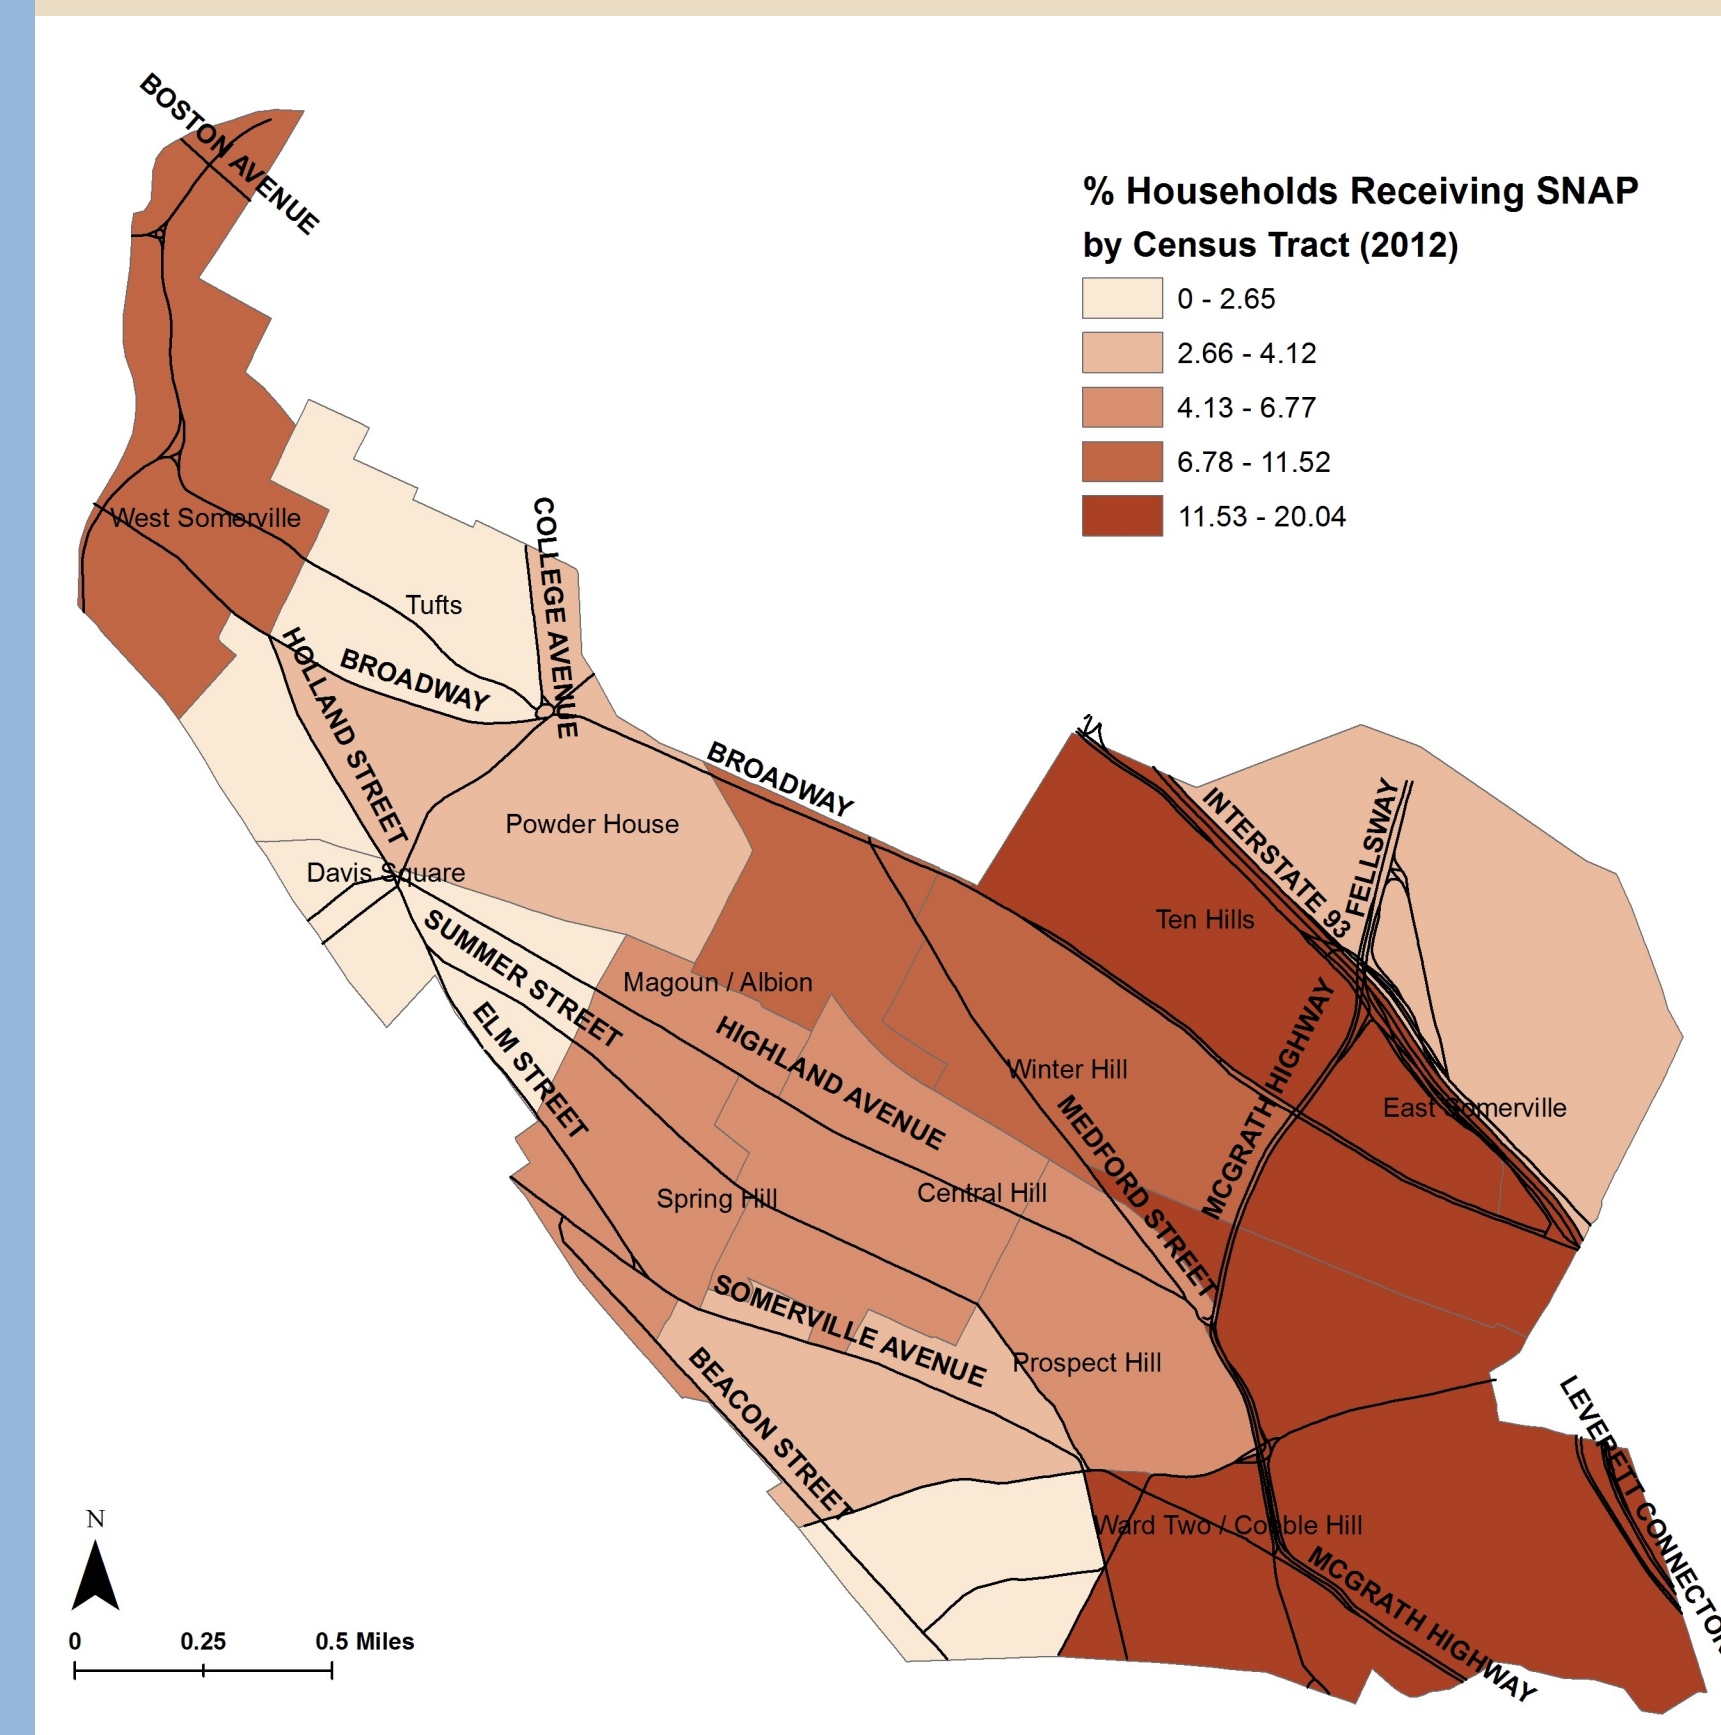 BOSTON AVENUE
% Households Receiving SNAP
by Census Tract (2012)
0 - 2.65
2.66 - 4.12
4.13 - 6.77
6.78 - 11.52
11.53 - 20.04
West Somerville
COLLEGE AVENUE
Tufts
HOLLAND STREET
BROADWAY
BROADWAY
Powder House
INTERSTATE 93
FELLSWAY
Davis Square
SUMMER STREET
Ten Hills
Magoun / Albion
ELM STREET
HIGHLAND AVENUE
Winter Hill
MCGRATH HIGHWAY
East Somerville
MEDFORD STREET
Spring Hill
Central Hill
SOMERVILLE AVENUE
BEACON STREET
Prospect Hill
LEVERETT CONNECTOR
Ward Two / Cobble Hill
MCGRATH HIGHWAY
N
0 0.25 0.5 Miles